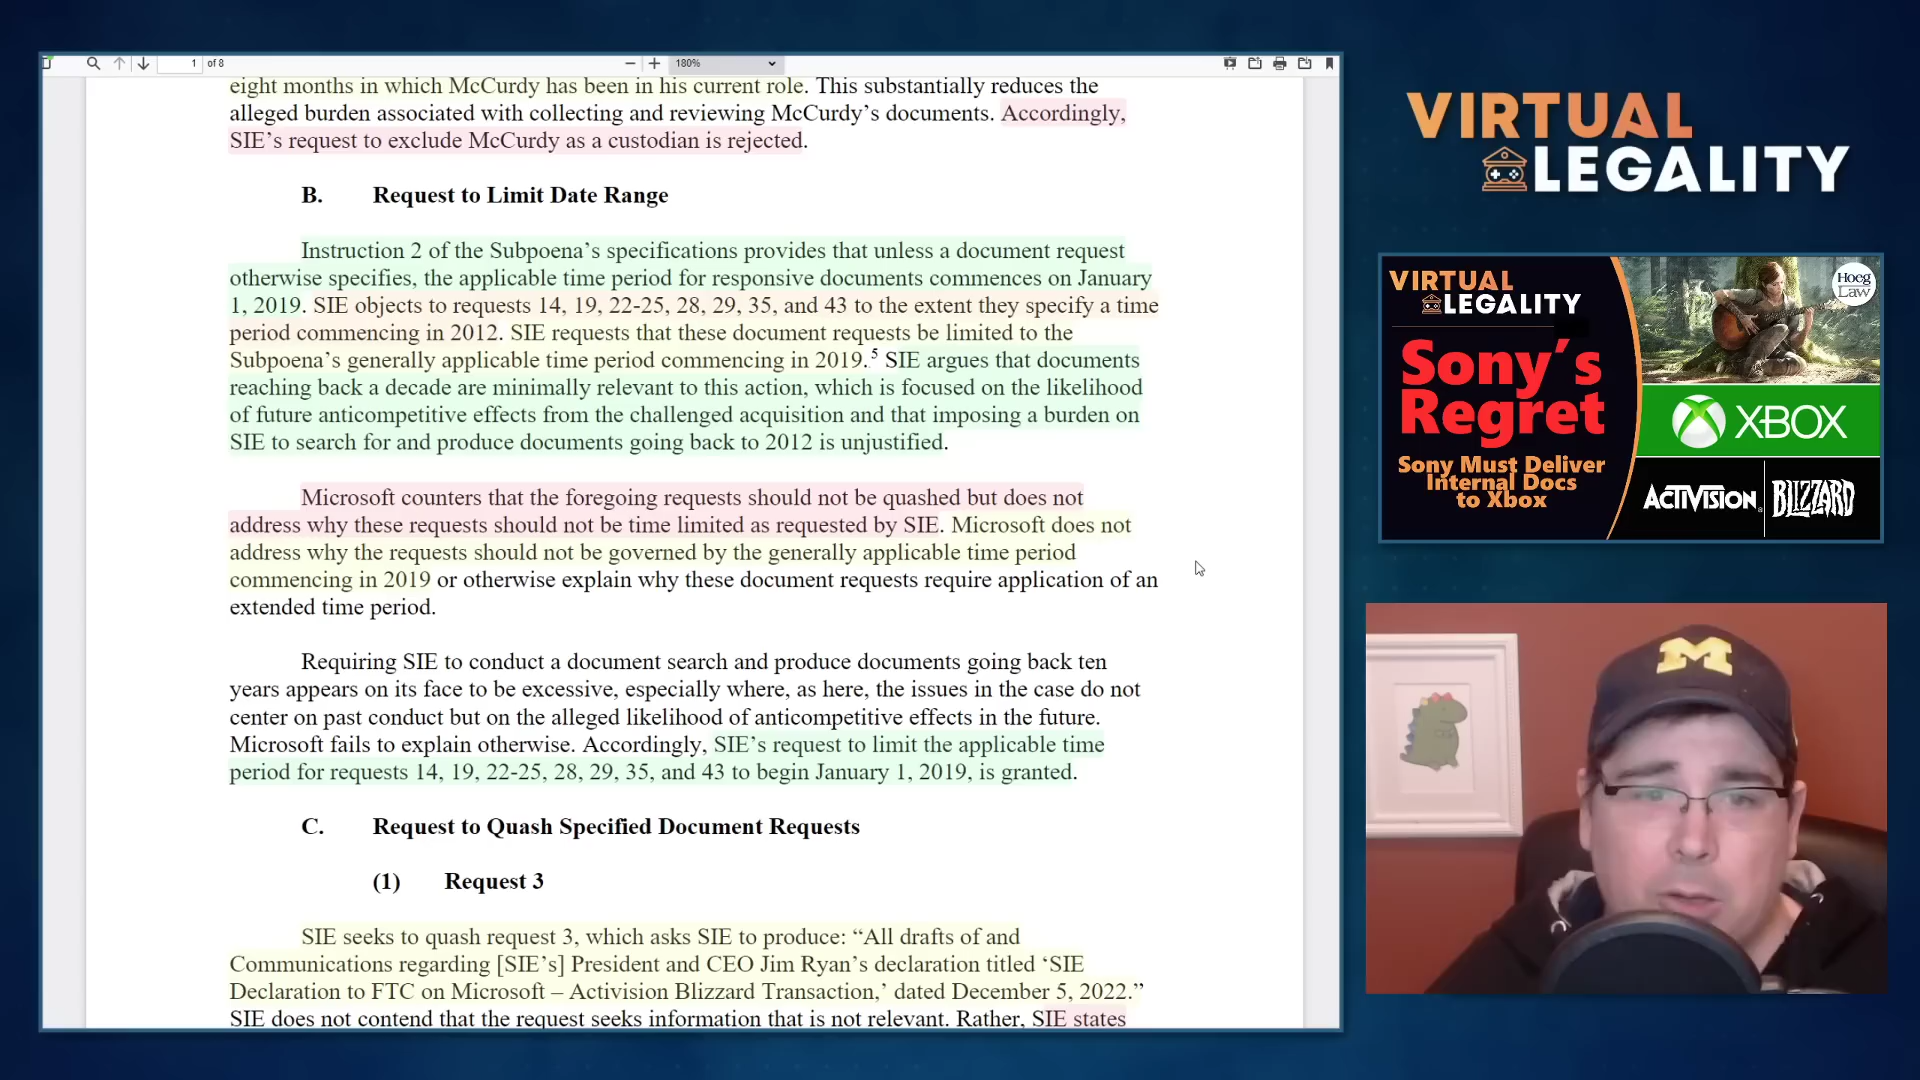 1 of 8
180%
eight months in which McCurdy has been in his current role. This substantially reduces the
alleged burden associated with collecting and reviewing McCurdy’s documents. Accordingly,
SIE’s request to exclude McCurdy as a custodian is rejected.
B. Request to Limit Date Range
Instruction 2 of the Subpoena’s specifications provides that unless a document request
otherwise specifies, the applicable time period for responsive documents commences on January
1, 2019. SIE objects to requests 14, 19, 22-25, 28, 29, 35, and 43 to the extent they specify a time
period commencing in 2012. SIE requests that these document requests be limited to the
Subpoena’s generally applicable time period commencing in 2019.⁵ SIE argues that documents
reaching back a decade are minimally relevant to this action, which is focused on the likelihood
of future anticompetitive effects from the challenged acquisition and that imposing a burden on
SIE to search for and produce documents going back to 2012 is unjustified.
Microsoft counters that the foregoing requests should not be quashed but does not
address why these requests should not be time limited as requested by SIE. Microsoft does not
address why the requests should not be governed by the generally applicable time period
commencing in 2019 or otherwise explain why these document requests require application of an
extended time period.
Requiring SIE to conduct a document search and produce documents going back ten
years appears on its face to be excessive, especially where, as here, the issues in the case do not
center on past conduct but on the alleged likelihood of anticompetitive effects in the future.
Microsoft fails to explain otherwise. Accordingly, SIE’s request to limit the applicable time
period for requests 14, 19, 22-25, 28, 29, 35, and 43 to begin January 1, 2019, is granted.
C. Request to Quash Specified Document Requests
(1) Request 3
SIE seeks to quash request 3, which asks SIE to produce: “All drafts of and
Communications regarding [SIE’s] President and CEO Jim Ryan’s declaration titled ‘SIE
Declaration to FTC on Microsoft – Activision Blizzard Transaction,’ dated December 5, 2022.”
SIE does not contend that the request seeks information that is not relevant. Rather, SIE states
VIRTUAL
LEGALITY
VIRTUAL
LEGALITY
Sony’s
Regret
Sony Must Deliver
Internal Docs
to Xbox
Hoeg
Law
XBOX
ACTIVISION
BLIZZARD
M